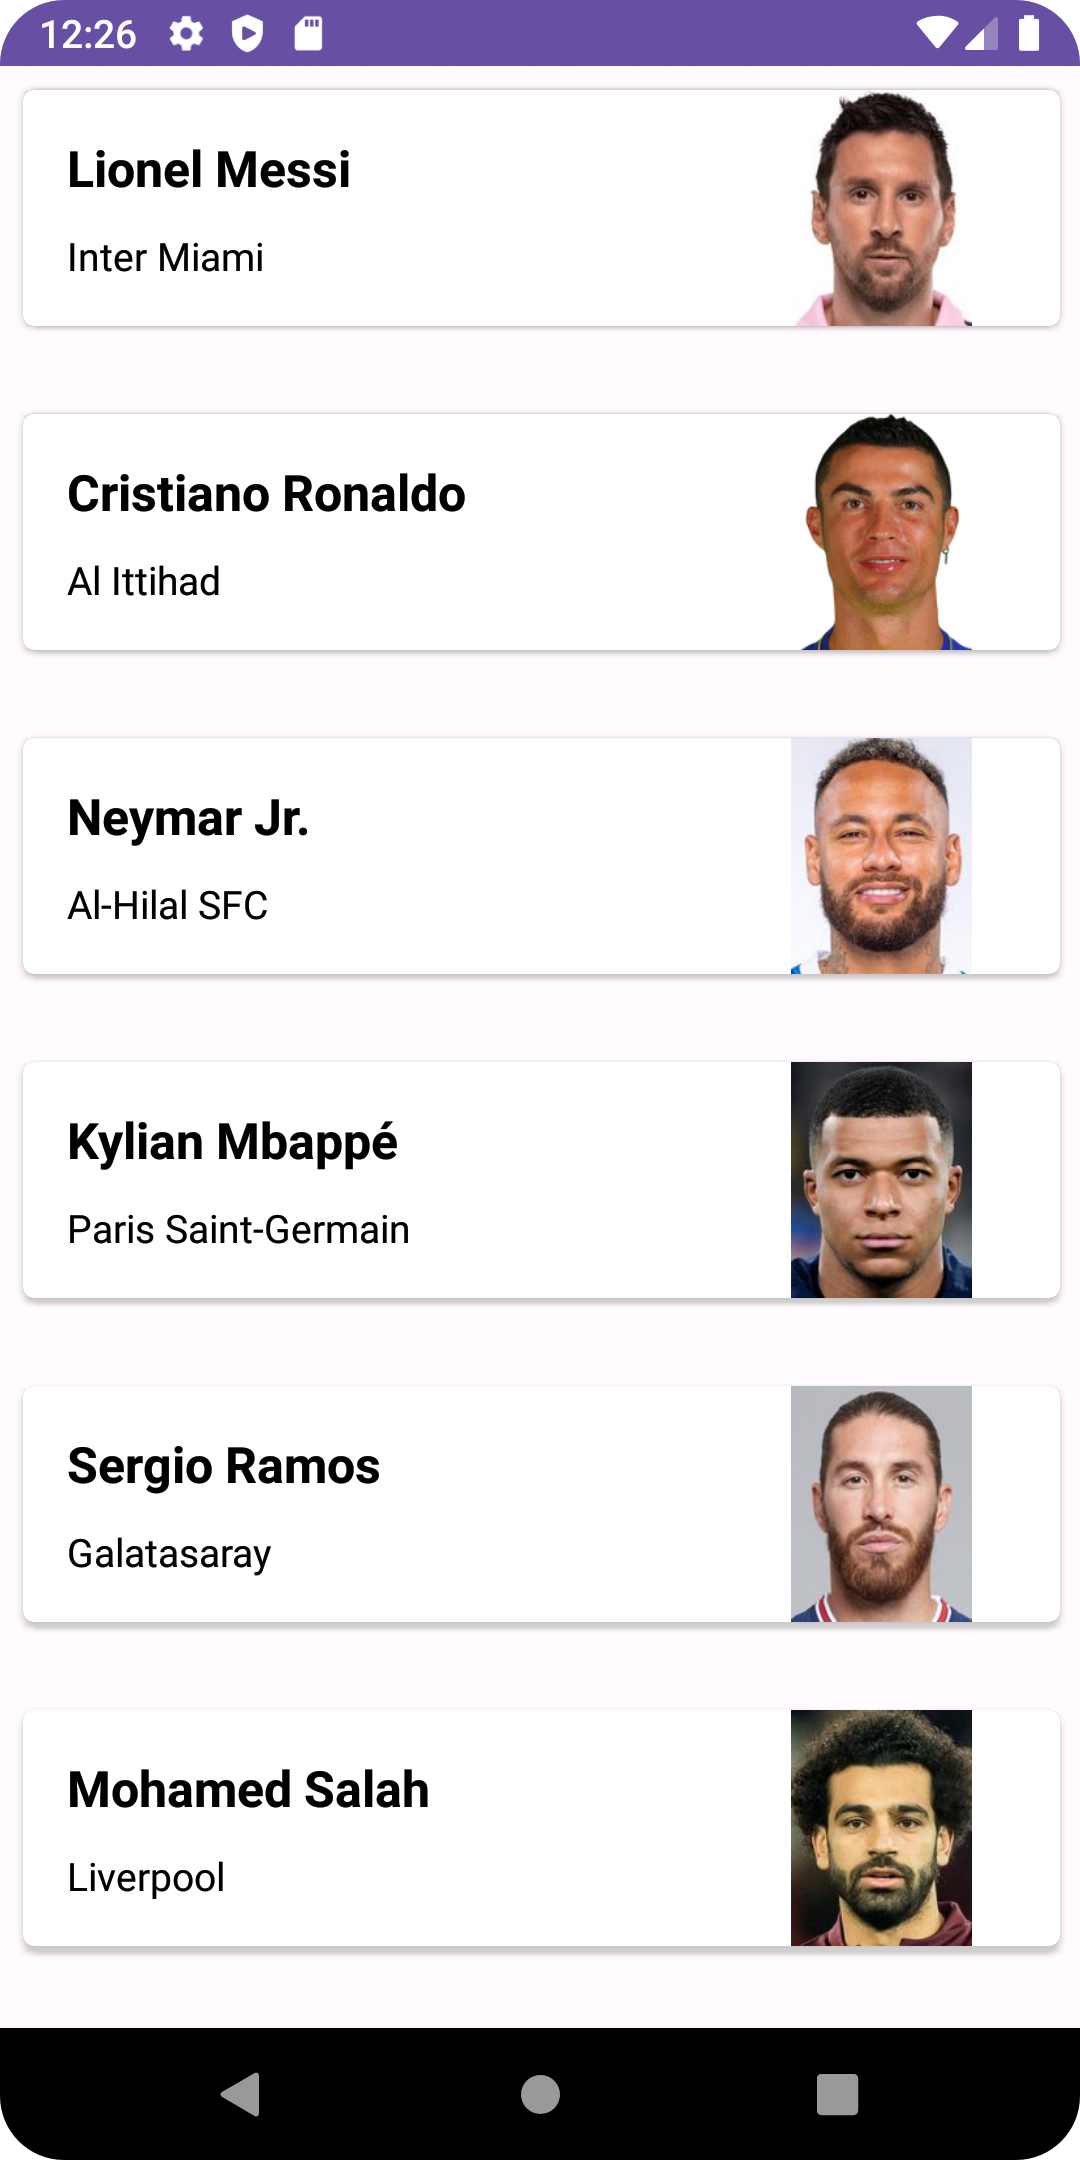 12:26
Lionel Messi
Inter Miami
Cristiano Ronaldo
Al Ittihad
Neymar Jr.
Al-Hilal SFC
Kylian Mbappé
Paris Saint-Germain
Sergio Ramos
Galatasaray
Mohamed Salah
Liverpool